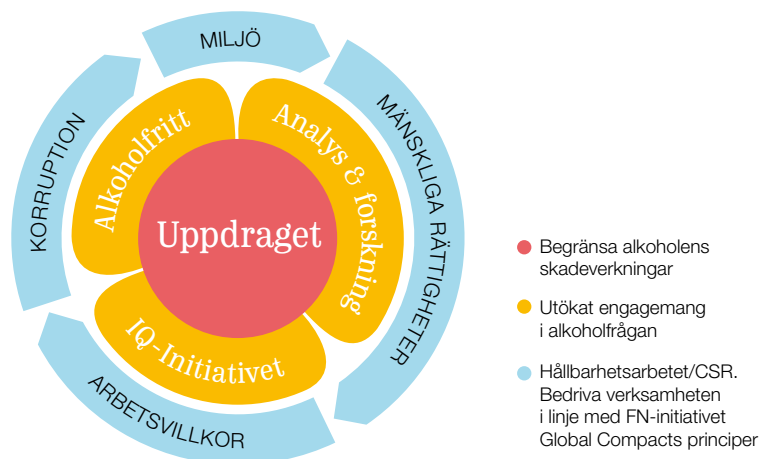 MILJÖ
MÄNSKLIGA RÄTTIGHETER
ARBETSVILLKOR
KORRUPTION
Alkoholfritt
Analys & forskning
IQ-Initiativet
Uppdraget
Begränsa alkoholens
skadeverkningar
Utökat engagemang
i alkoholfrågan
Hållbarhetsarbetet/CSR.
Bedriva verksamheten
i linje med FN-initiativet
Global Compacts principer